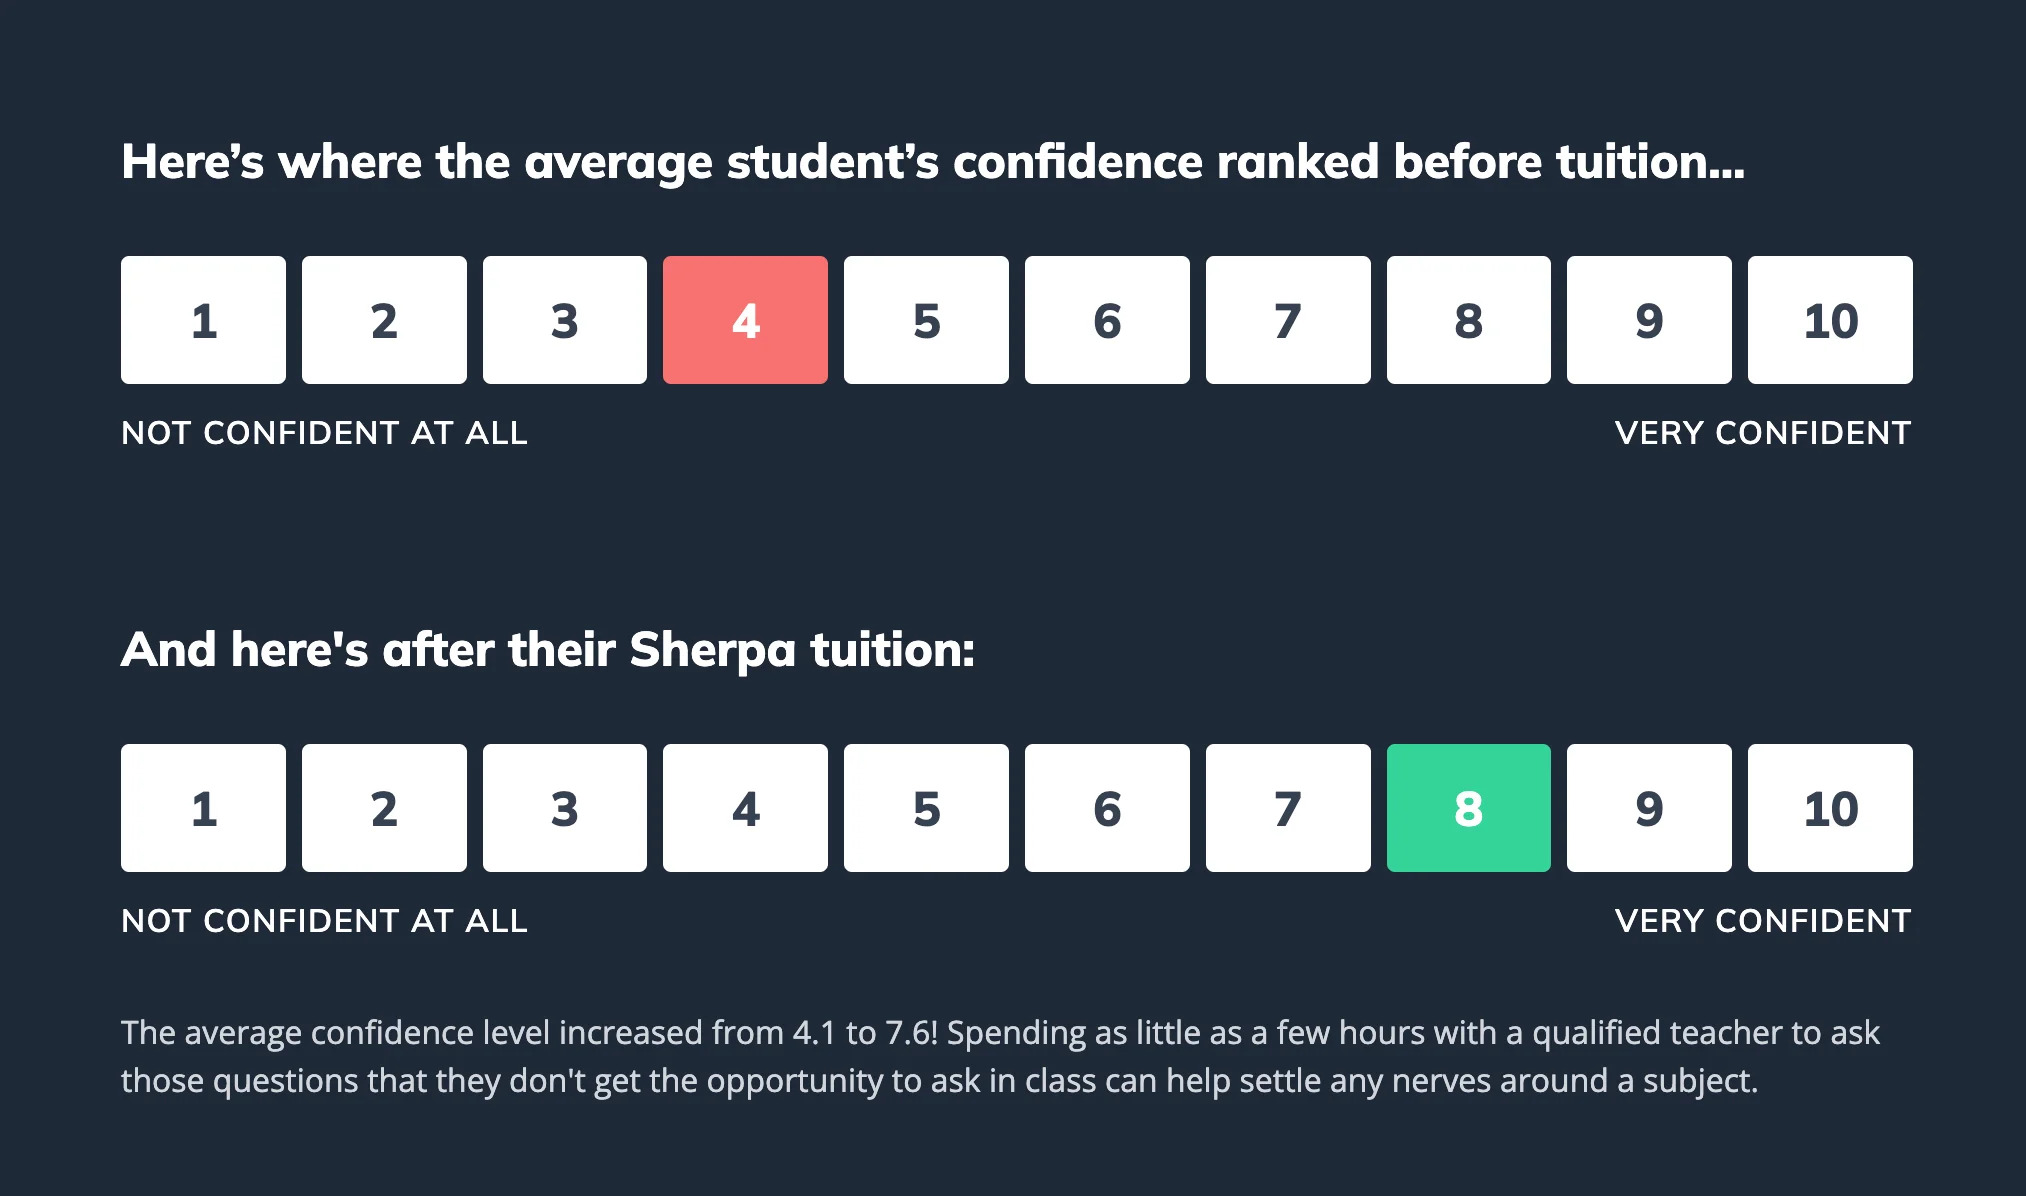 Here’s where the average student’s confidence ranked before tuition...
1 2 3 4 5 6 7 8 9 10
NOT CONFIDENT AT ALL VERY CONFIDENT
And here's after their Sherpa tuition:
1 2 3 4 5 6 7 8 9 10
NOT CONFIDENT AT ALL VERY CONFIDENT
The average confidence level increased from 4.1 to 7.6! Spending as little as a few hours with a qualified teacher to ask
those questions that they don't get the opportunity to ask in class can help settle any nerves around a subject.